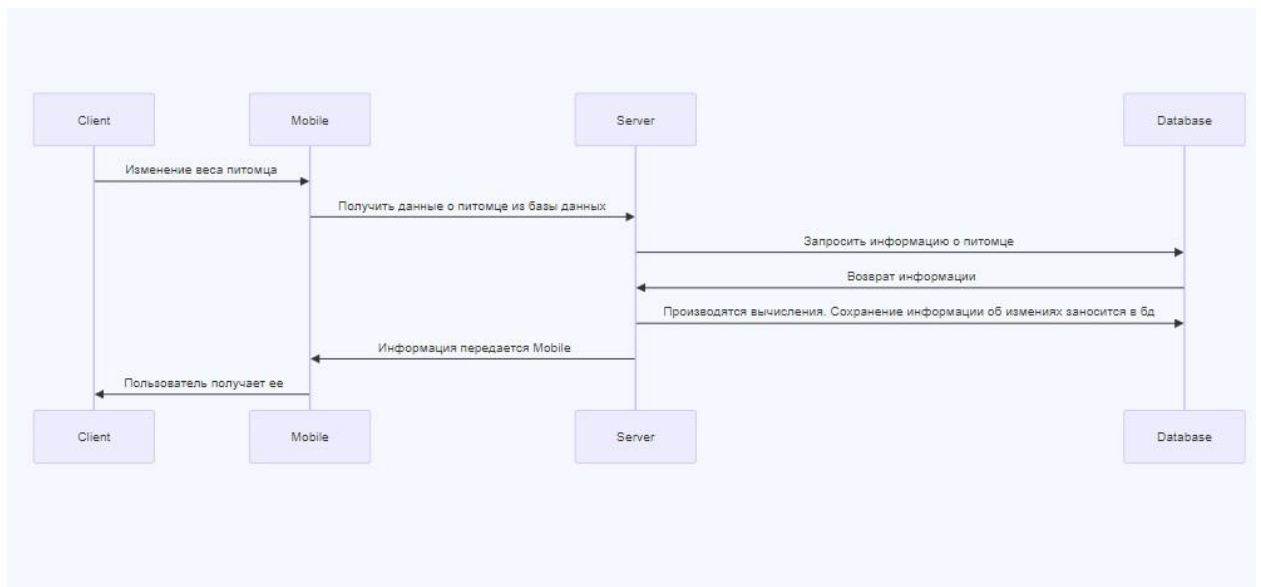 Client
Mobile
Server
Database
Изменение веса питомца
Получить данные о питомце из базы данных
Запросить информацию о питомце
Возврат информации
Производятся вычисления. Сохранение информации об измениях заносится в бд
Информация передается Mobile
Пользователь получает ее
Client
Mobile
Server
Database